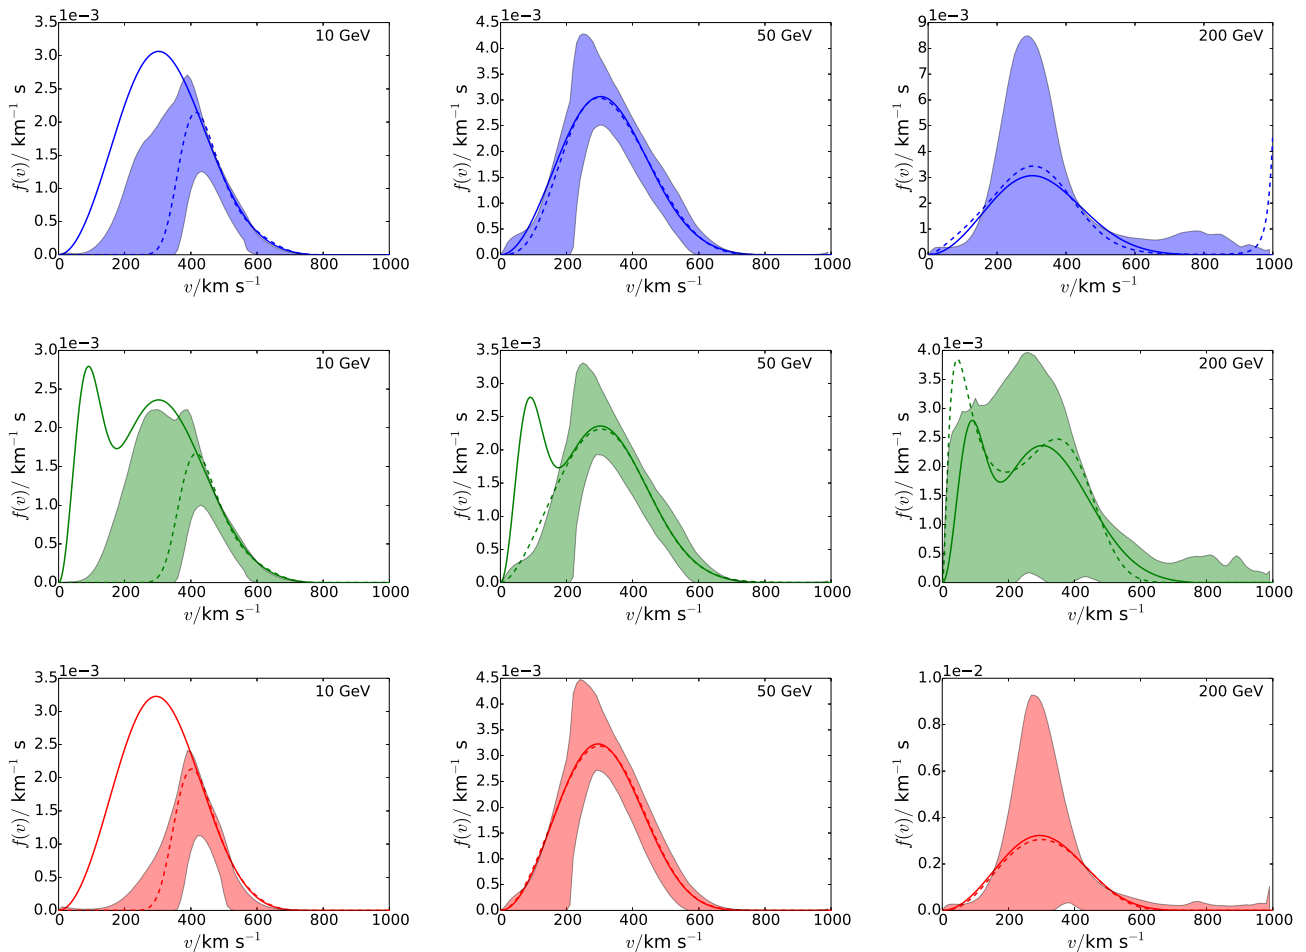 1e−3 1e−3 1e−3
3.5 10 GeV 4.5 50 GeV 9 200 GeV
3.0 4.0 8
2.5 3.5 7
2.0 3.0 6
1.5 2.5 5
1.0 2.0 4
0.5 1.5 3
0.0 1.0 2
0.5 1
0.0 0
f(v)/ km⁻¹ s f(v)/ km⁻¹ s f(v)/ km⁻¹ s
0 200 400 600 800 1000 0 200 400 600 800 1000 0 200 400 600 800 1000
v/km s⁻¹ v/km s⁻¹ v/km s⁻¹
1e−3 1e−3 1e−3
3.0 10 GeV 3.5 50 GeV 4.0 200 GeV
2.5 3.0 3.5
2.0 2.5 3.0
1.5 2.0 2.5
1.0 1.5 2.0
0.5 1.0 1.5
0.0 0.5 1.0
0.0 0.5
0.0
f(v)/ km⁻¹ s f(v)/ km⁻¹ s f(v)/ km⁻¹ s
0 200 400 600 800 1000 0 200 400 600 800 1000 0 200 400 600 800 1000
v/km s⁻¹ v/km s⁻¹ v/km s⁻¹
1e−3 1e−3 1e−2
3.5 10 GeV 4.5 50 GeV 1.0 200 GeV
3.0 4.0 0.8
2.5 3.5 0.6
2.0 3.0 0.4
1.5 2.5 0.2
1.0 2.0 0.0
0.5 1.5
0.0 1.0
0.5
0.0
f(v)/ km⁻¹ s f(v)/ km⁻¹ s f(v)/ km⁻¹ s
0 200 400 600 800 1000 0 200 400 600 800 1000 0 200 400 600 800 1000
v/km s⁻¹ v/km s⁻¹ v/km s⁻¹